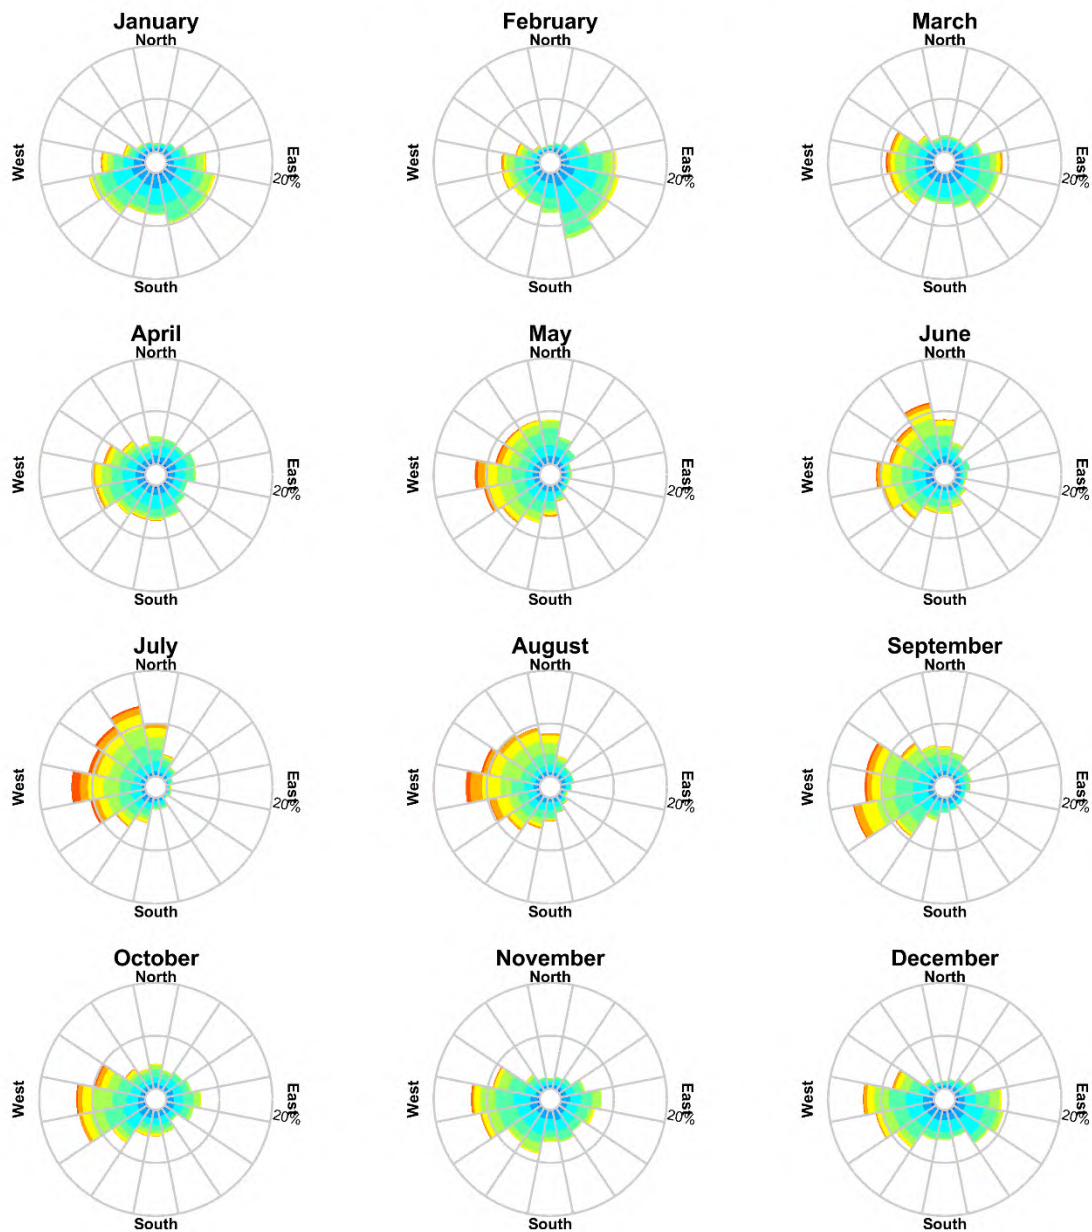 January
North
West
East
20%
South
February
North
West
East
20%
South
March
North
West
East
20%
South
April
North
West
East
20%
South
May
North
West
East
20%
South
June
North
West
East
20%
South
July
North
West
East
20%
South
August
North
West
East
20%
South
September
North
West
East
20%
South
October
North
West
East
20%
South
November
North
West
East
20%
South
December
North
West
East
20%
South